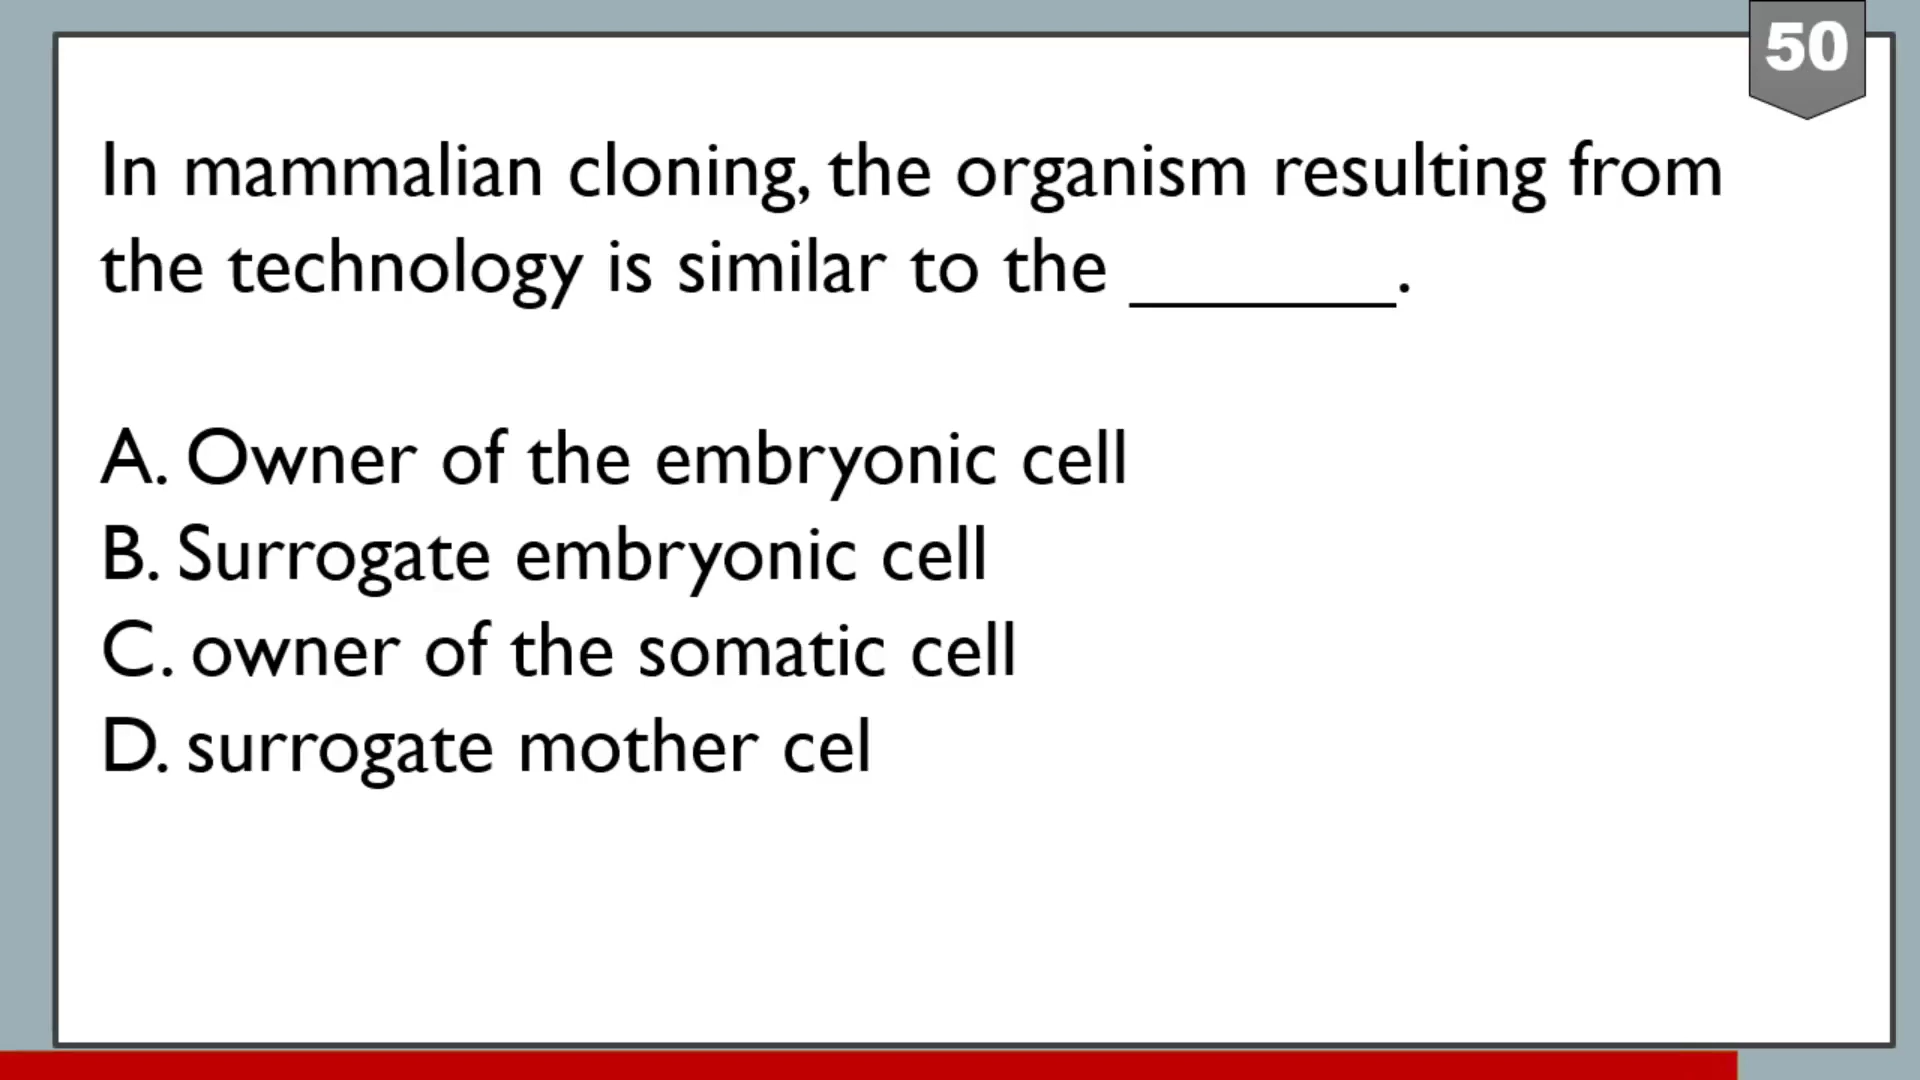 50
In mammalian cloning, the organism resulting from
the technology is similar to the _______.
A. Owner of the embryonic cell
B. Surrogate embryonic cell
C. owner of the somatic cell
D. surrogate mother cel